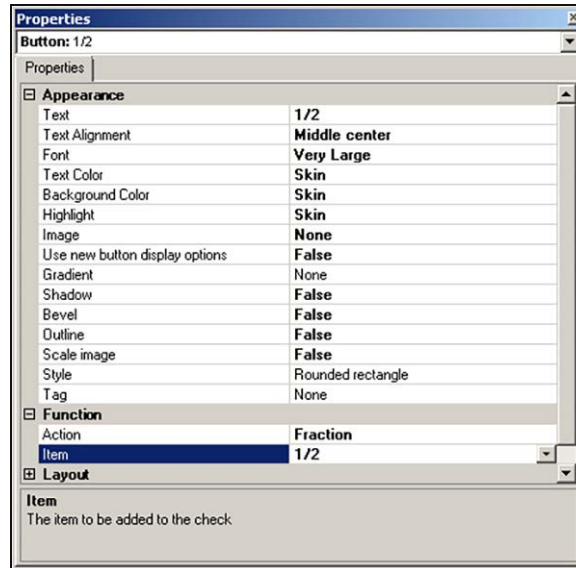 Properties
Button: 1/2
Properties
Appearance
Text 1/2
Text Alignment Middle center
Font Very Large
Text Color Skin
Background Color Skin
Highlight Skin
Image None
Use new button display options False
Gradient None
Shadow False
Bevel False
Outline False
Scale image False
Style Rounded rectangle
Tag None
Function
Action Fraction
Item 1/2
Layout
Item
The item to be added to the check